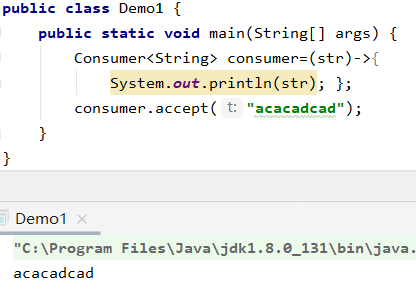 public class Demo1 {
public static void main(String[] args) {
Consumer<String> consumer=(str)->{
System.out.println(str); };
consumer.accept( t: "acacadcad");
}
}
Demo1 ×
"C:\Program Files\Java\jdk1.8.0_131\bin\java.
acacadcad